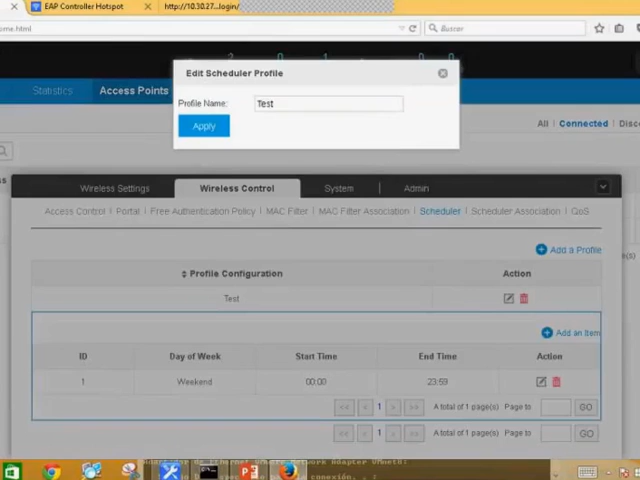 EAP Controller Hotspot
http://10.30.27...login/
ome.html
Buscar
Edit Scheduler Profile
Profile Name: Test
Apply
Statistics Access Points
All | Connected | Disc
Wireless Settings Wireless Control System Admin
Access Control | Portal | Free Authentication Policy | MAC Filter | MAC Filter Association | Scheduler | Scheduler Association | QoS
Add a Profile
Profile Configuration Action
Test
Add an Item
ID Day of Week Start Time End Time Action
1 Weekend 00:00 23:59
<< < 1 > >> A total of 1 page(s) Page to GO
<< < 1 > >> A total of 1 page(s) Page to GO